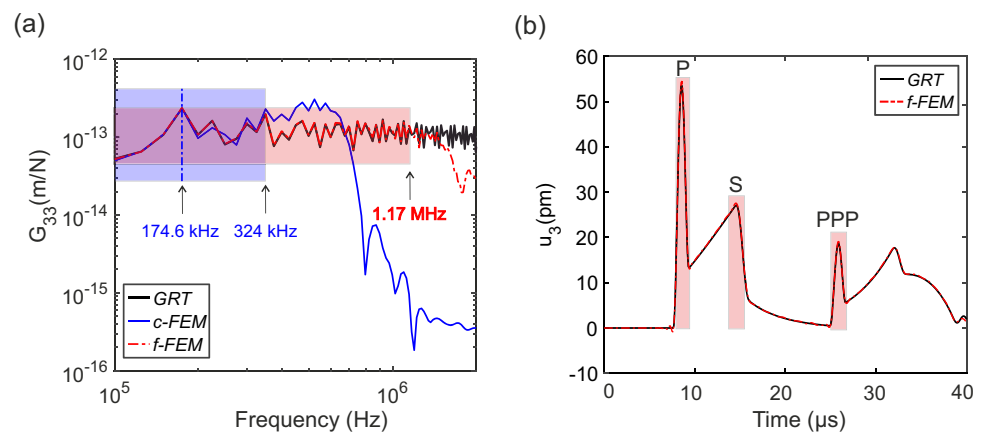 (a)
10^-12
10^-13
10^-14
10^-15
10^-16
G_33(m/N)
174.6 kHz
324 kHz
1.17 MHz
GRT
c-FEM
f-FEM
10^5
10^6
Frequency (Hz)
(b)
60
50
40
30
20
10
0
-10
u_3(pm)
P
S
PPP
GRT
f-FEM
0
10
20
30
40
Time (μs)